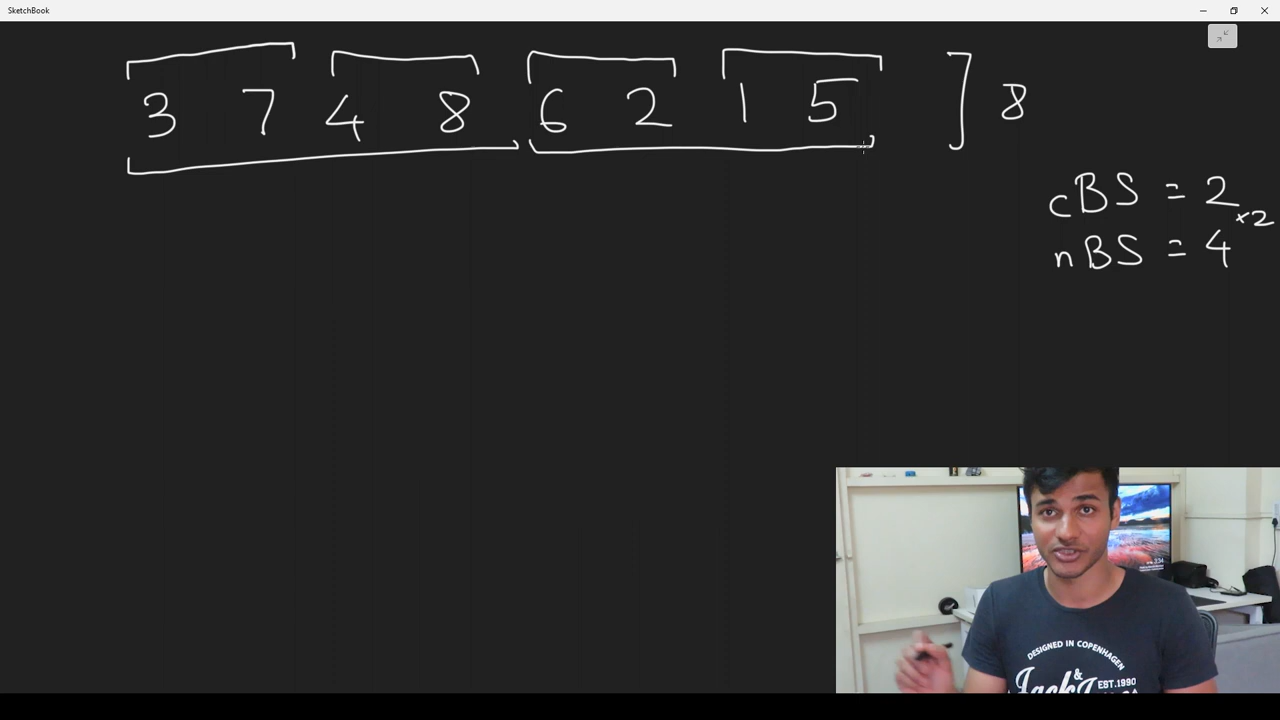 SketchBook
3 7 4 8 6 2 1 5 ] 8
cBS = 2
×2
nBS = 4
DESIGNED IN COPENHAGEN
&
EST.1990